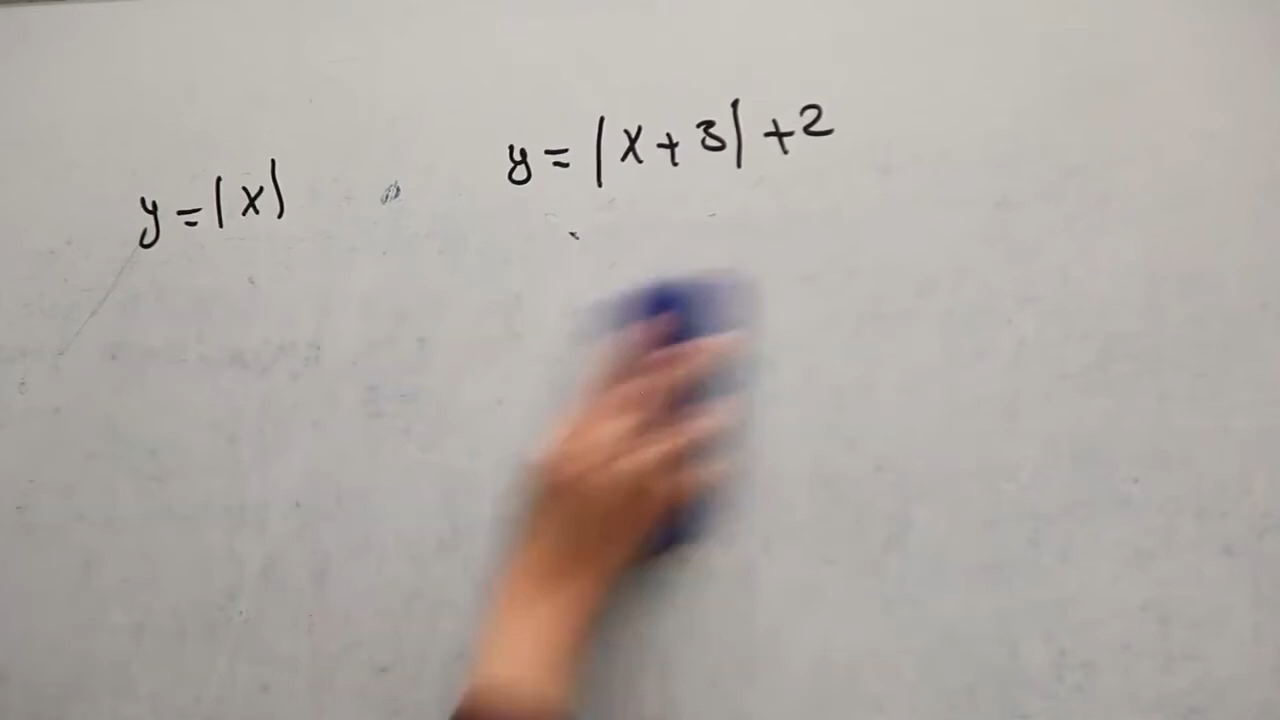 y = |x|
y = |x + 3| + 2